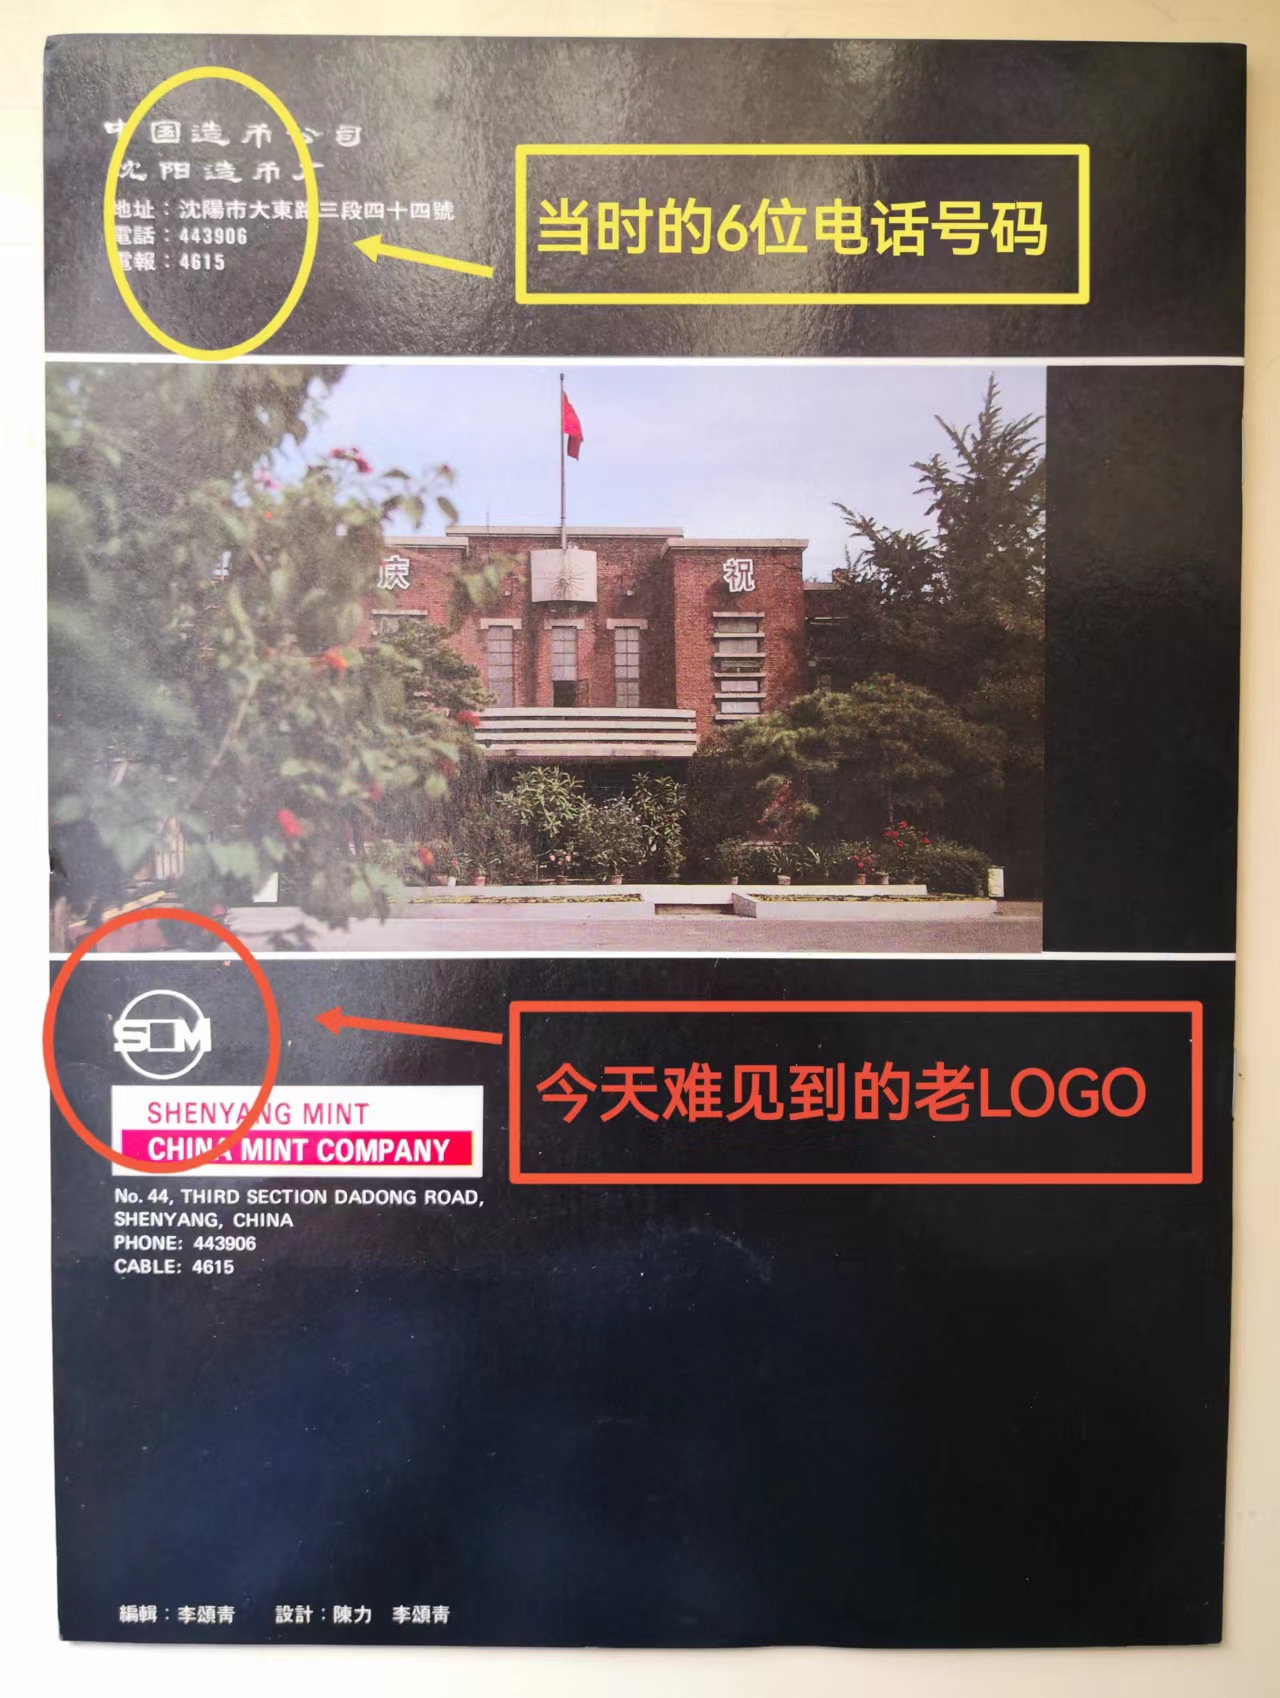 中国造币公司
沈阳造币厂
地址：沈陽市大東路三段四十四號
電話：443906
電報：4615
当时的6位电话号码
庆
祝
SM
今天难见到的老LOGO
SHENYANG MINT
CHINA MINT COMPANY
No. 44, THIRD SECTION DADONG ROAD,
SHENYANG, CHINA
PHONE: 443906
CABLE: 4615
編輯：李頌青 設計：陳力 李頌青